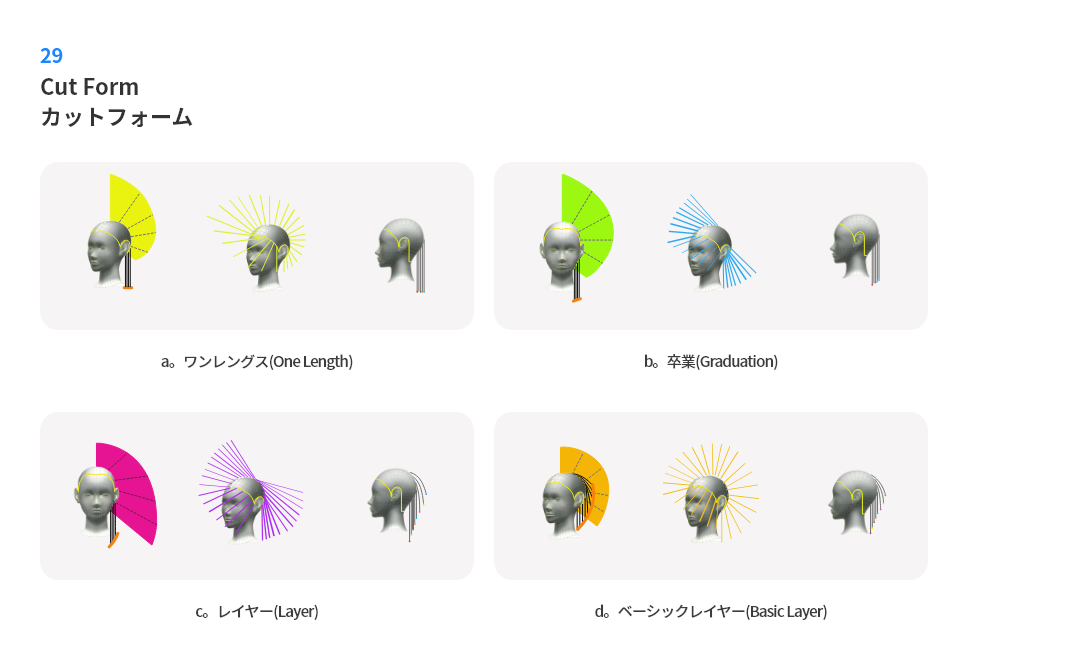 29
Cut Form
カットフォーム
a。ワンレングス(One Length)
b。卒業(Graduation)
c。レイヤー(Layer)
d。ベーシックレイヤー(Basic Layer)